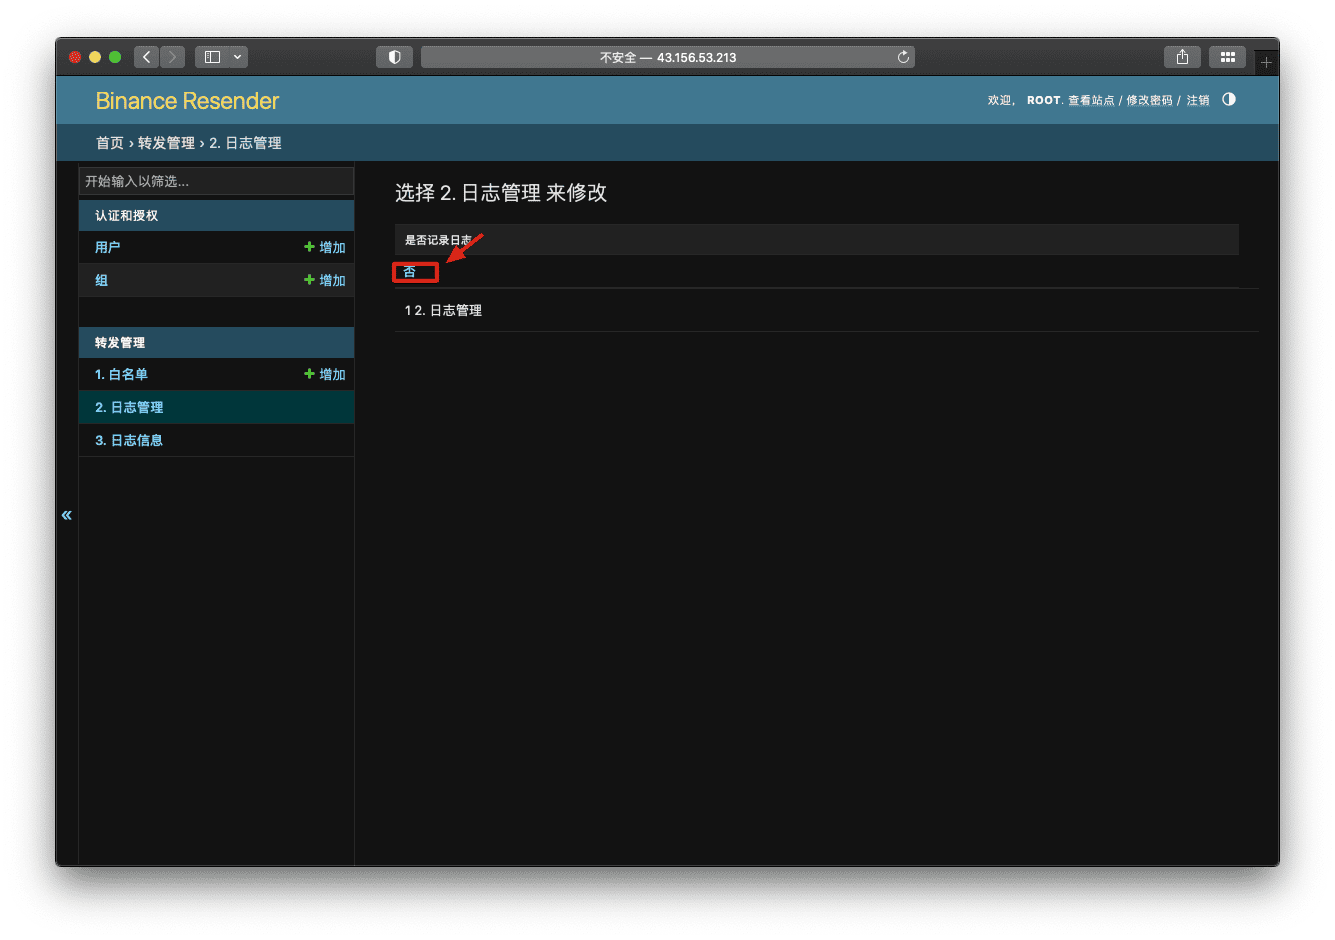 不安全 — 43.156.53.213
Binance Resender
欢迎， ROOT. 查看站点 / 修改密码 / 注销
首页 › 转发管理 › 2. 日志管理
开始输入以筛选...
认证和授权
用户 增加
组 增加
转发管理
1. 白名单 增加
2. 日志管理
3. 日志信息
«
选择 2. 日志管理 来修改
是否记录日志
否
1 2. 日志管理